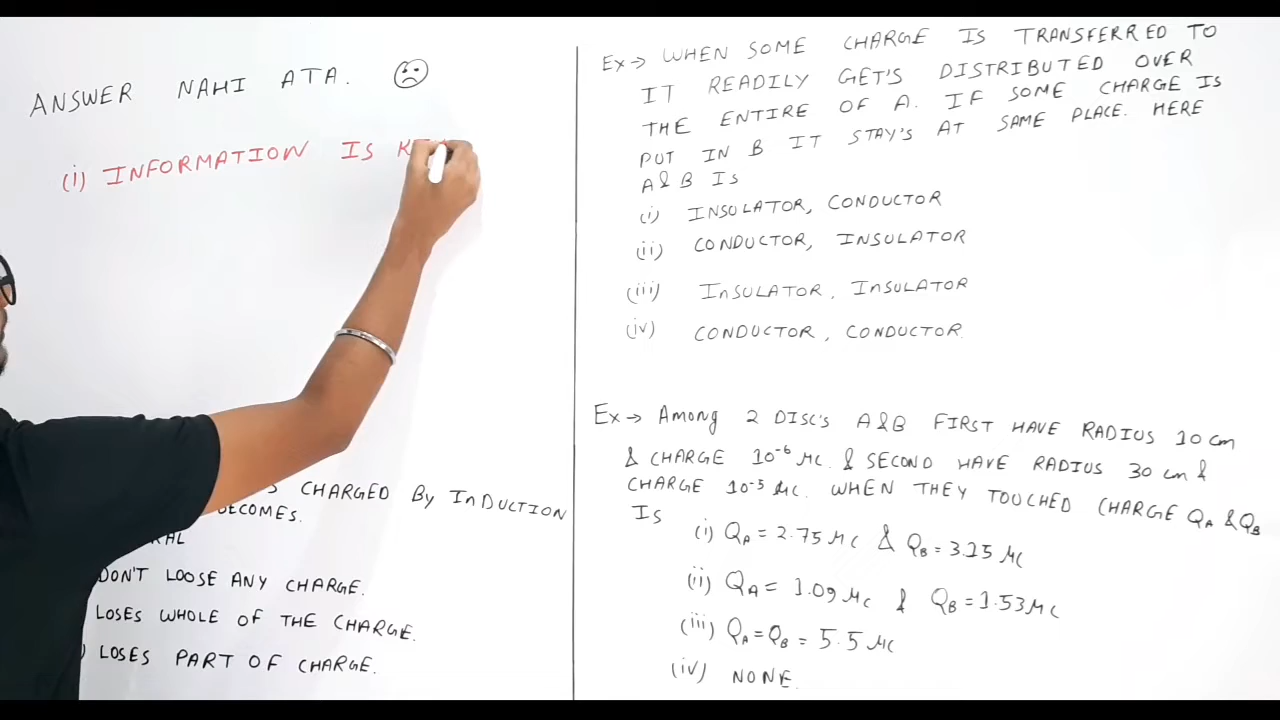 ANSWER NAHI ATA.
(i) INFORMATION IS
CHARGED By InDUCTION
BECOMES.
DON'T LOOSE ANY CHARGE.
LOSES WHOLE OF THE CHARGE.
LOSES PART OF CHARGE.
Ex→ WHEN SOME CHARGE IS TRANSFERRED TO
IT READILY GET'S DISTRIBUTED OVER
THE ENTIRE OF A. IF SOME CHARGE IS
PUT IN B IT STAY'S AT SAME PLACE. HERE
A & B IS
(i) INSULATOR, CONDUCTOR
(ii) CONDUCTOR, INSULATOR
(iii) InSULATOR, InSULATOR
(iv) CONDUCTOR, CONDUCTOR
Ex→ Among 2 DISC'S A&B FIRST HAVE RADIUS 10 cm
& CHARGE 10⁻⁶ μC & SECOND HAVE RADIUS 30 cm &
CHARGE 10⁻⁵ μC. WHEN THEY TOUCHED CHARGE Q_A & Q_B
IS
(i) Q_A = 2.75 μC & Q_B = 3.25 μC
(ii) Q_A = 1.09 μC & Q_B = 1.53 μC
(iii) Q_A = Q_B = 5.5 μC
(iv) NONE.